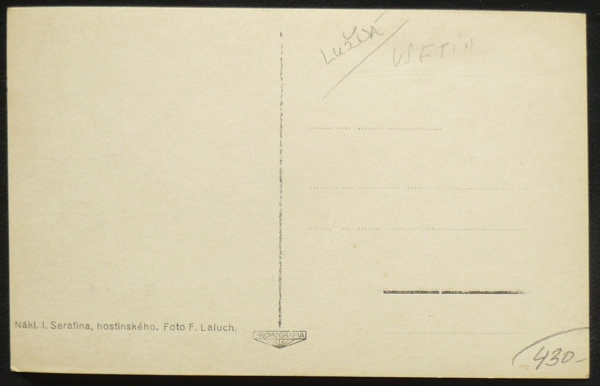 Lužná
VSETÍN
Nákl. I. Serafina, hostinského. Foto F. Laluch.
430-